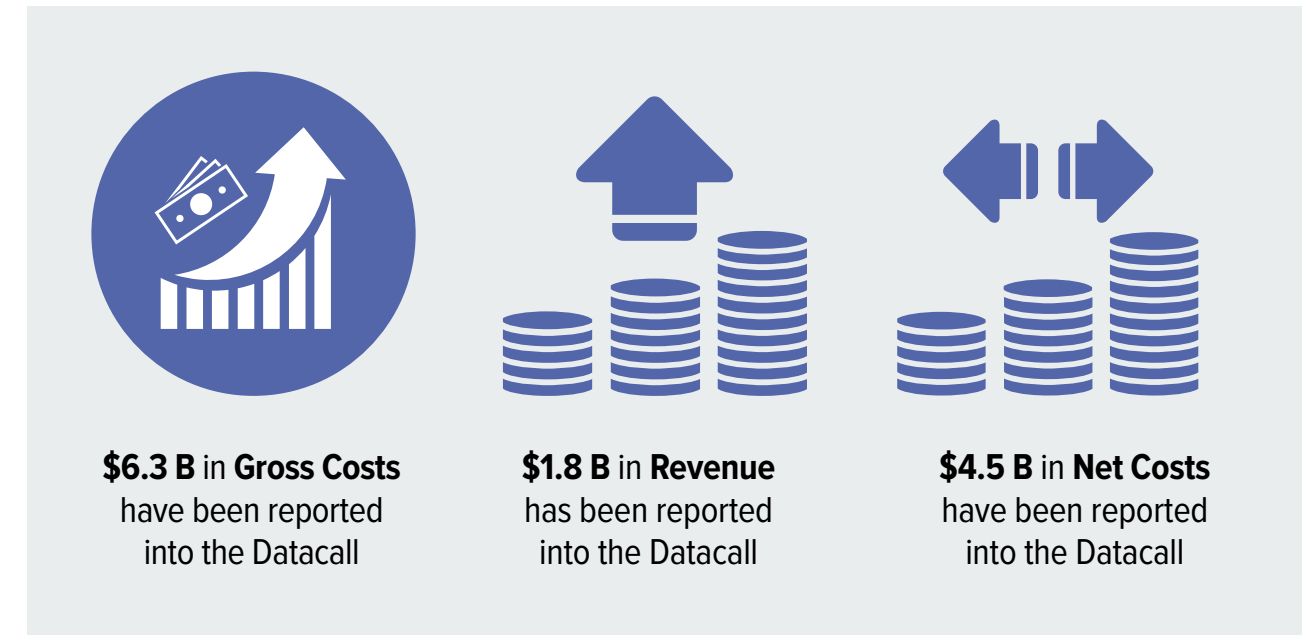 $6.3 B in Gross Costs
have been reported
into the Datacall
$1.8 B in Revenue
has been reported
into the Datacall
$4.5 B in Net Costs
have been reported
into the Datacall